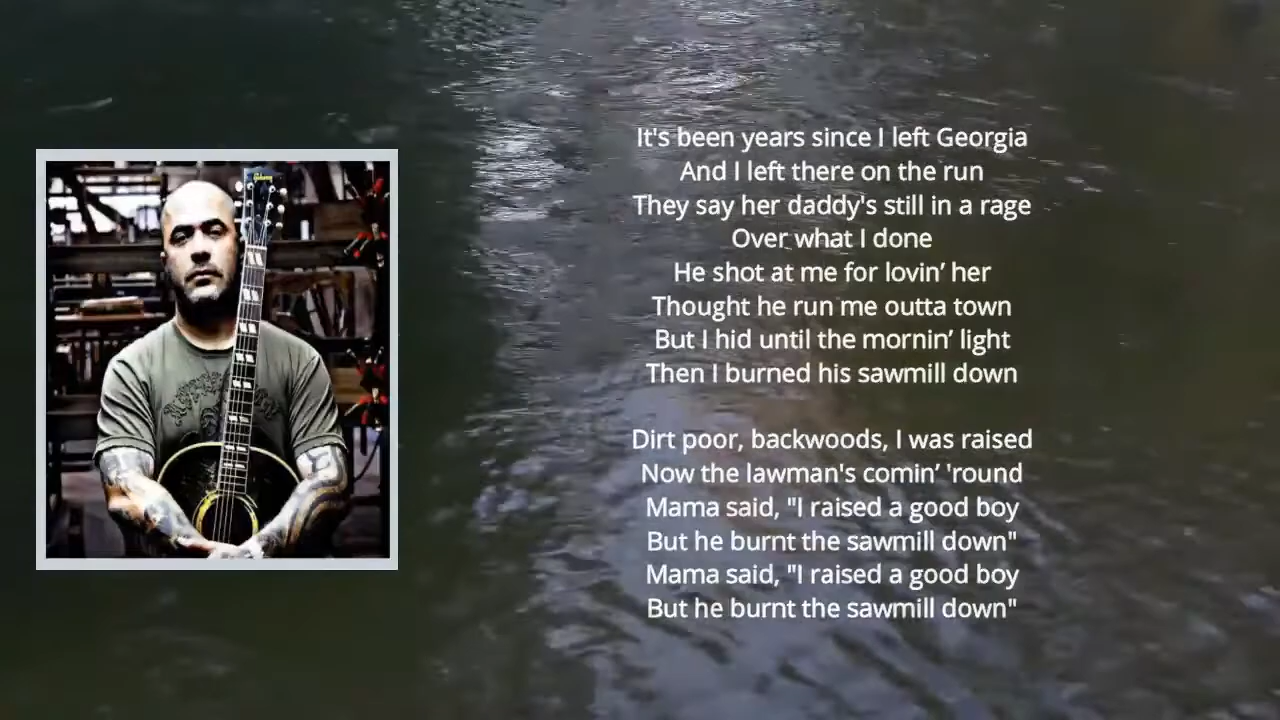 Gibson
It's been years since I left Georgia
And I left there on the run
They say her daddy's still in a rage
Over what I done
He shot at me for lovin’ her
Thought he run me outta town
But I hid until the mornin’ light
Then I burned his sawmill down
Dirt poor, backwoods, I was raised
Now the lawman's comin’ 'round
Mama said, "I raised a good boy
But he burnt the sawmill down"
Mama said, "I raised a good boy
But he burnt the sawmill down"